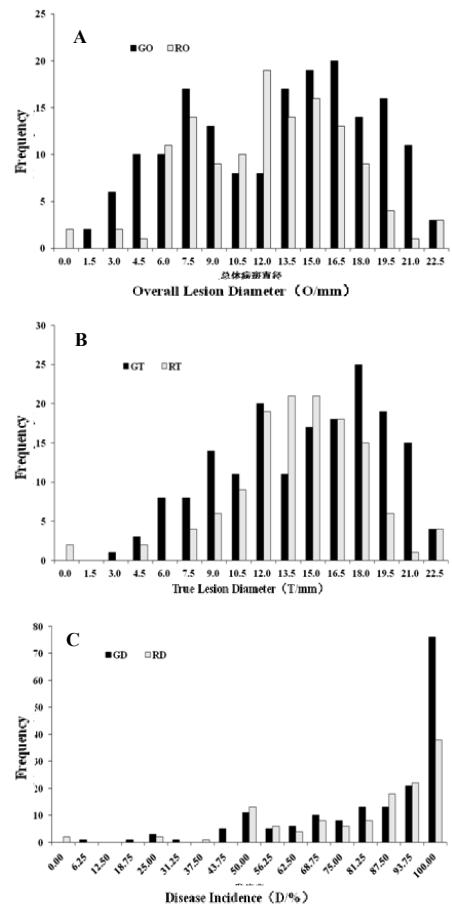 A
GO RO
Frequency
25
20
15
10
5
0
0.0 1.5 3.0 4.5 6.0 7.5 9.0 10.5 12.0 13.5 15.0 16.5 18.0 19.5 21.0 22.5
总体病斑直径
Overall Lesion Diameter（O/mm）
B
GT RT
Frequency
30
25
20
15
10
5
0
0.0 1.5 3.0 4.5 6.0 7.5 9.0 10.5 12.0 13.5 15.0 16.5 18.0 19.5 21.0 22.5
True Lesion Diameter（T/mm）
C
GD RD
Frequency
80
70
60
50
40
30
20
10
0
0.00 6.25 12.50 18.75 25.00 31.25 37.50 43.75 50.00 56.25 62.50 68.75 75.00 81.25 87.50 93.75 100.00
Disease Incidence（D/%）